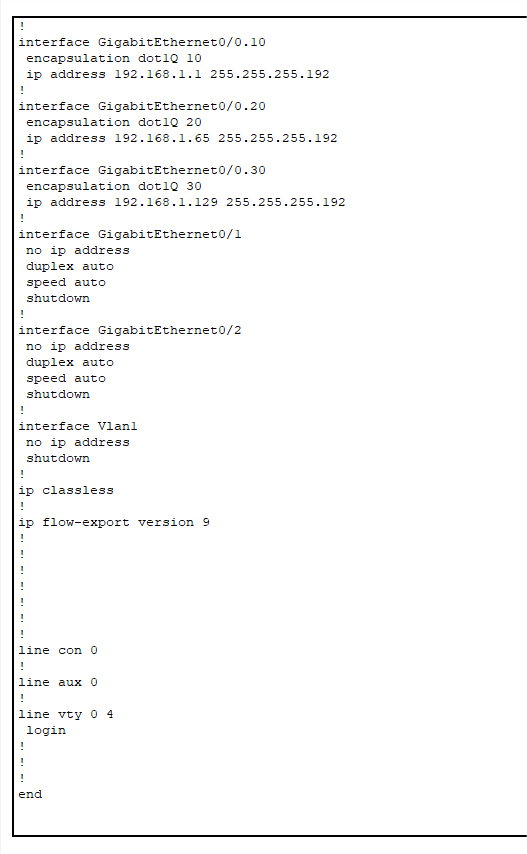 !
interface GigabitEthernet0/0.10
 encapsulation dot1Q 10
 ip address 192.168.1.1 255.255.255.192
!
interface GigabitEthernet0/0.20
 encapsulation dot1Q 20
 ip address 192.168.1.65 255.255.255.192
!
interface GigabitEthernet0/0.30
 encapsulation dot1Q 30
 ip address 192.168.1.129 255.255.255.192
!
interface GigabitEthernet0/1
 no ip address
 duplex auto
 speed auto
 shutdown
!
interface GigabitEthernet0/2
 no ip address
 duplex auto
 speed auto
 shutdown
!
interface Vlan1
 no ip address
 shutdown
!
ip classless
!
ip flow-export version 9
!
!
!
!
!
!
!
line con 0
!
line aux 0
!
line vty 0 4
 login
!
!
!
end